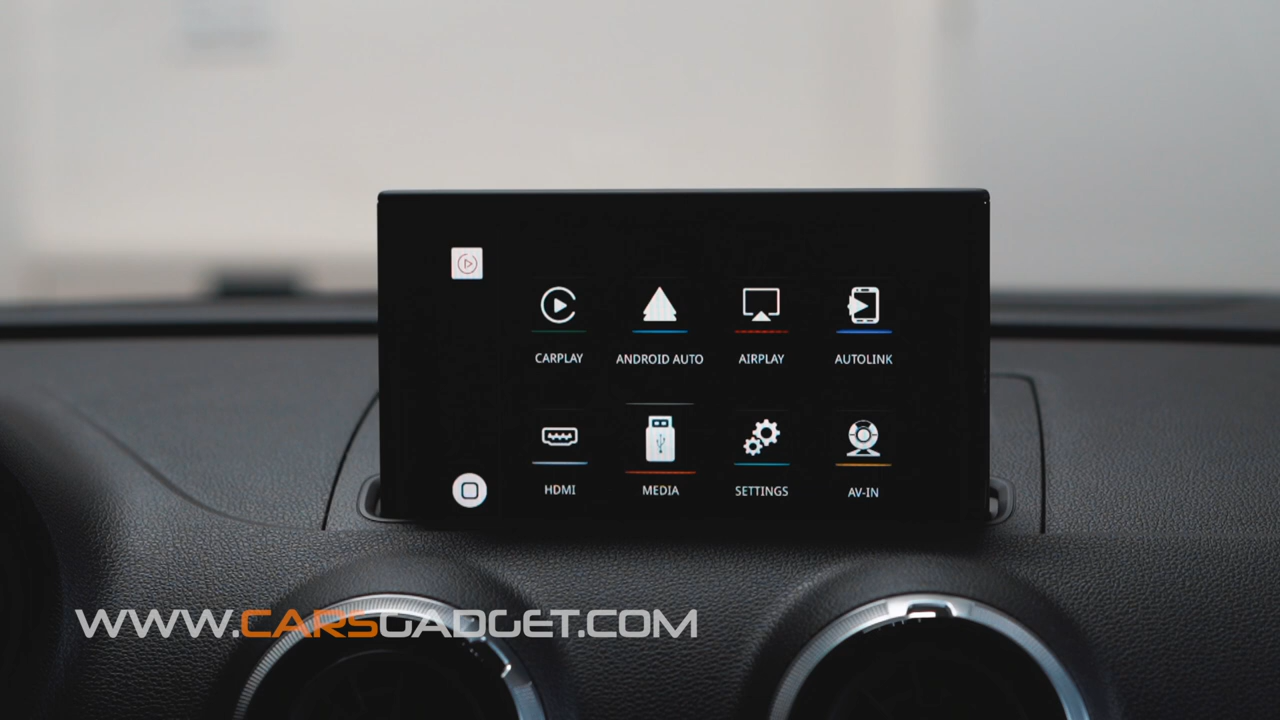 CARPLAY ANDROID AUTO AIRPLAY AUTOLINK
HDMI MEDIA SETTINGS AV-IN
WWW.CARSGADGET.COM